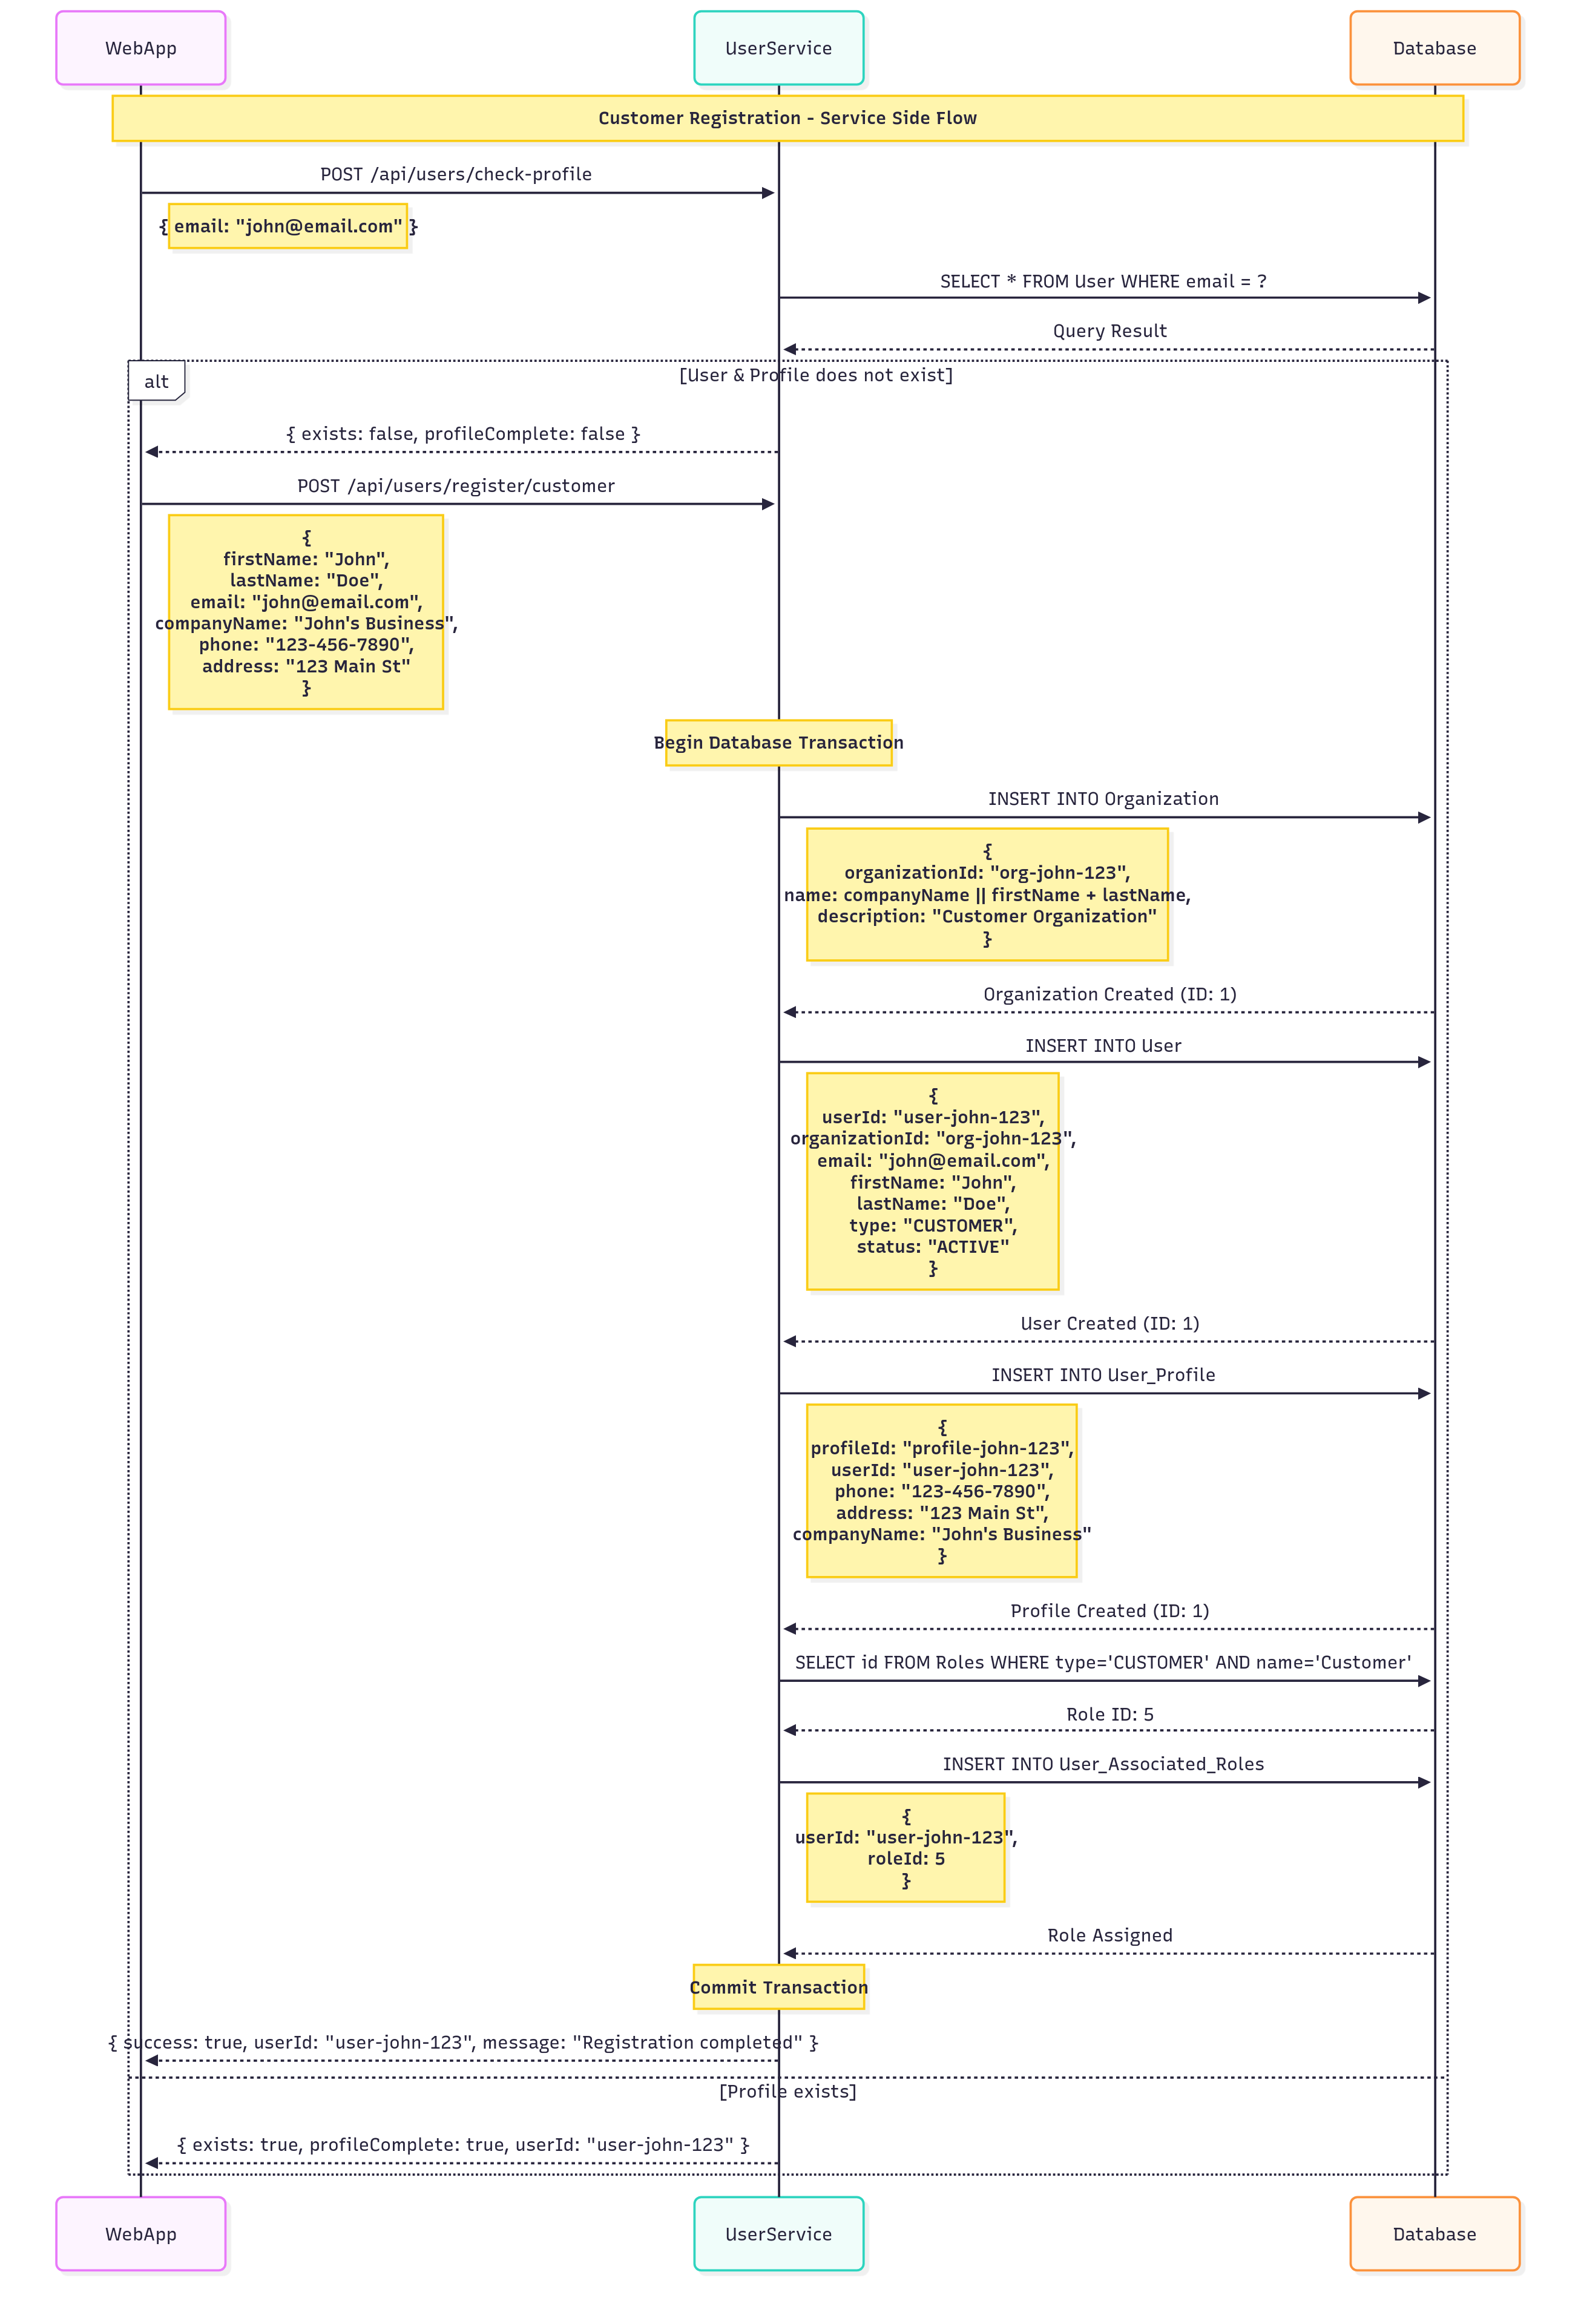 WebApp
UserService
Database
Customer Registration - Service Side Flow
POST /api/users/check-profile
{ email: "john@email.com" }
SELECT * FROM User WHERE email = ?
Query Result
alt
[User & Profile does not exist]
{ exists: false, profileComplete: false }
POST /api/users/register/customer
{
firstName: "John",
lastName: "Doe",
email: "john@email.com",
companyName: "John's Business",
phone: "123-456-7890",
address: "123 Main St"
}
Begin Database Transaction
INSERT INTO Organization
{
organizationId: "org-john-123",
name: companyName || firstName + lastName,
description: "Customer Organization"
}
Organization Created (ID: 1)
INSERT INTO User
{
userId: "user-john-123",
organizationId: "org-john-123",
email: "john@email.com",
firstName: "John",
lastName: "Doe",
type: "CUSTOMER",
status: "ACTIVE"
}
User Created (ID: 1)
INSERT INTO User_Profile
{
profileId: "profile-john-123",
userId: "user-john-123",
phone: "123-456-7890",
address: "123 Main St",
companyName: "John's Business"
}
Profile Created (ID: 1)
SELECT id FROM Roles WHERE type='CUSTOMER' AND name='Customer'
Role ID: 5
INSERT INTO User_Associated_Roles
{
userId: "user-john-123",
roleId: 5
}
Role Assigned
Commit Transaction
{ success: true, userId: "user-john-123", message: "Registration completed" }
[Profile exists]
{ exists: true, profileComplete: true, userId: "user-john-123" }
WebApp
UserService
Database